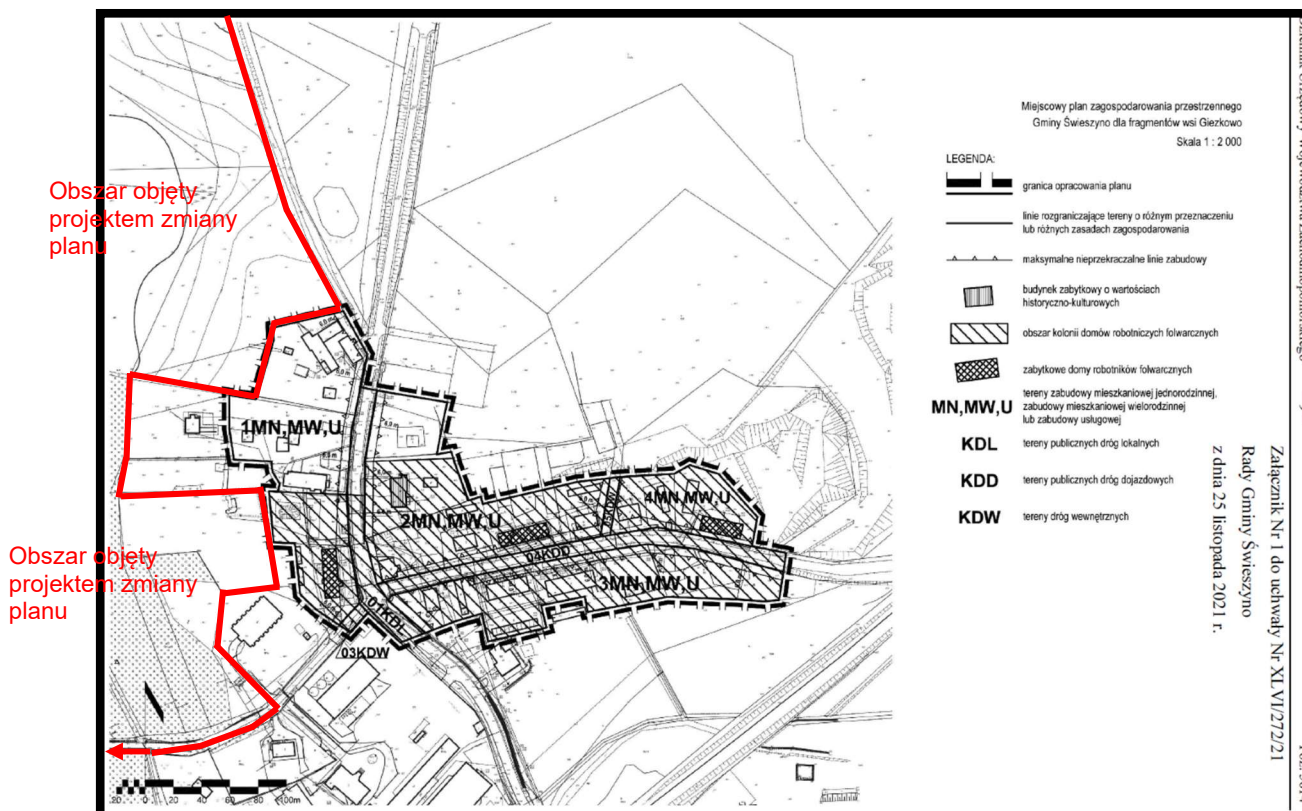 Obszar objęty
projektem zmiany
planu
Obszar objęty
projektem zmiany
planu
1MN,MW,U
2MN,MW,U
4MN,MW,U
3MN,MW,U
04KDD
01KDL
03KDW
20 0 20 40 60 80 100m
Miejscowy plan zagospodarowania przestrzennego
Gminy Świeszyno dla fragmentów wsi Giezkowo
Skala 1 : 2 000
LEGENDA:
granica opracowania planu
linie rozgraniczające tereny o różnym przeznaczeniu
lub różnych zasadach zagospodarowania
maksymalne nieprzekraczalne linie zabudowy
budynek zabytkowy o wartościach
historyczno-kulturowych
obszar kolonii domów robotniczych folwarcznych
zabytkowe domy robotników folwarcznych
MN,MW,U
tereny zabudowy mieszkaniowej jednorodzinnej,
zabudowy mieszkaniowej wielorodzinnej
lub zabudowy usługowej
KDL tereny publicznych dróg lokalnych
KDD tereny publicznych dróg dojazdowych
KDW tereny dróg wewnętrznych
Załącznik Nr 1 do uchwały Nr XLVI/272/21
Rady Gminy Świeszyno
z dnia 25 listopada 2021 r.